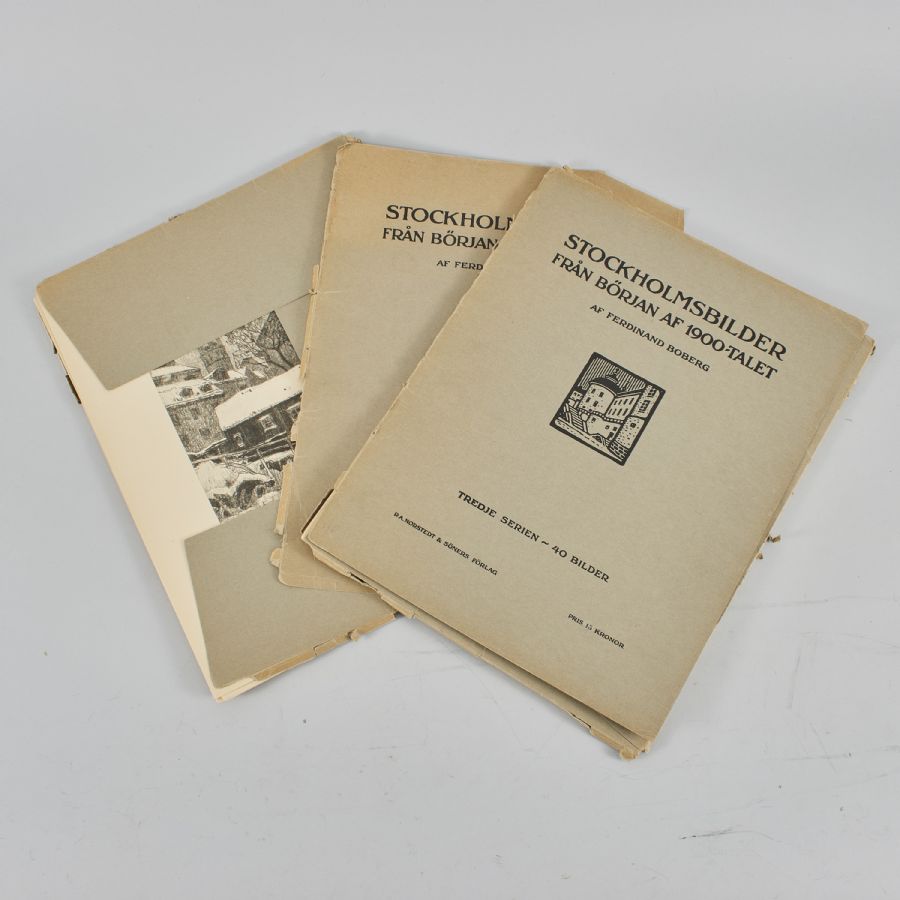 STOCKHOLM
FRÅN BÖRJAN
AF FERDI
STOCKHOLMSBILDER
FRÅN BÖRJAN AF 1900-TALET
AF FERDINAND BOBERG
TREDJE SERIEN ~ 40 BILDER
P.A. NORSTEDT & SÖNERS FÖRLAG
PRIS 15 KRONOR